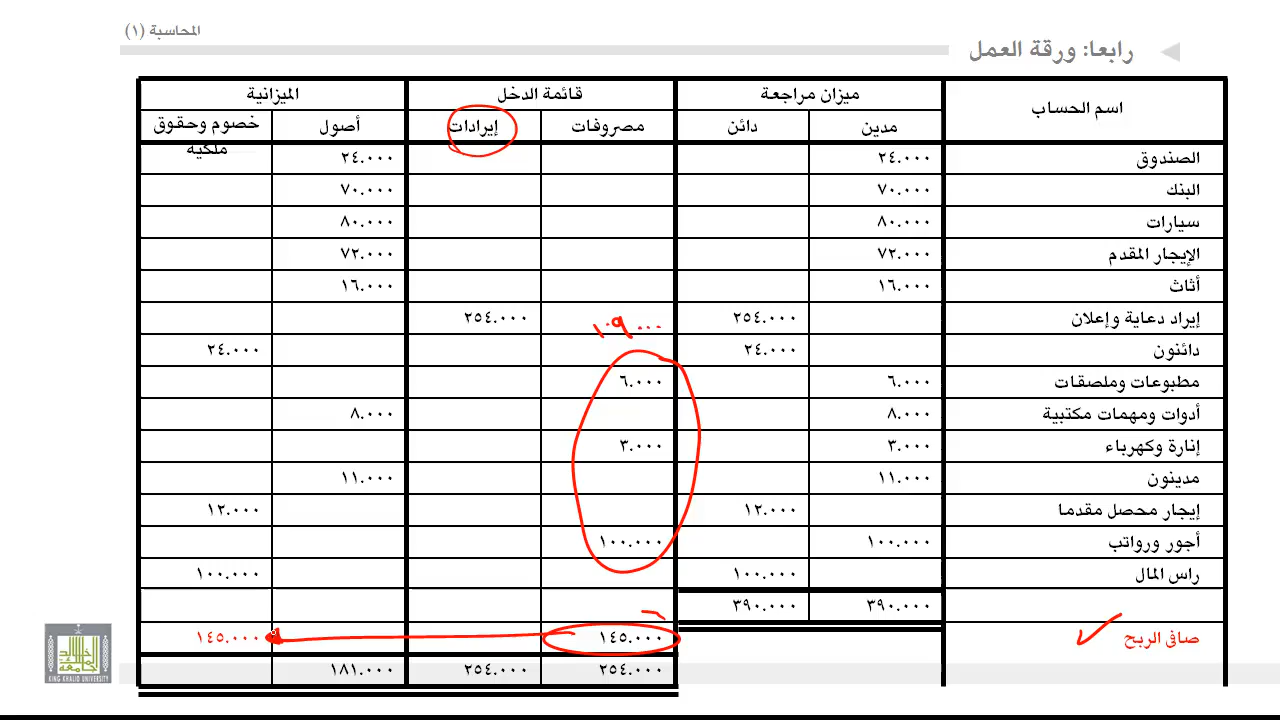 المحاسبة (١)
رابعا: ورقة العمل
اسم الحساب ميزان مراجعة قائمة الدخل الميزانية
مدين دائن مصروفات إيرادات أصول خصوم وحقوق ملكية
الصندوق ٢٤.٠٠٠ ٢٤.٠٠٠
البنك ٧٠.٠٠٠ ٧٠.٠٠٠
سيارات ٨٠.٠٠٠ ٨٠.٠٠٠
الإيجار المقدم ٧٢.٠٠٠ ٧٢.٠٠٠
أثاث ١٦.٠٠٠ ١٦.٠٠٠
إيراد دعاية وإعلان ٢٥٤.٠٠٠ ٢٥٤.٠٠٠
١٠٩٠٠٠
دائنون ٢٤.٠٠٠ ٢٤.٠٠٠
مطبوعات وملصقات ٦.٠٠٠ ٦.٠٠٠
أدوات ومهمات مكتبية ٨.٠٠٠ ٨.٠٠٠
إنارة وكهرباء ٣.٠٠٠ ٣.٠٠٠
مدينون ١١.٠٠٠ ١١.٠٠٠
إيجار محصل مقدما ١٢.٠٠٠ ١٢.٠٠٠
أجور ورواتب ١٠٠.٠٠٠ ١٠٠.٠٠٠
راس المال ١٠٠.٠٠٠ ١٠٠.٠٠٠
٣٩٠.٠٠٠ ٣٩٠.٠٠٠
صافى الربح ١٤٥.٠٠٠ ١٤٥.٠٠٠
٢٥٤.٠٠٠ ٢٥٤.٠٠٠ ١٨١.٠٠٠
KING KHALID UNIVERSITY